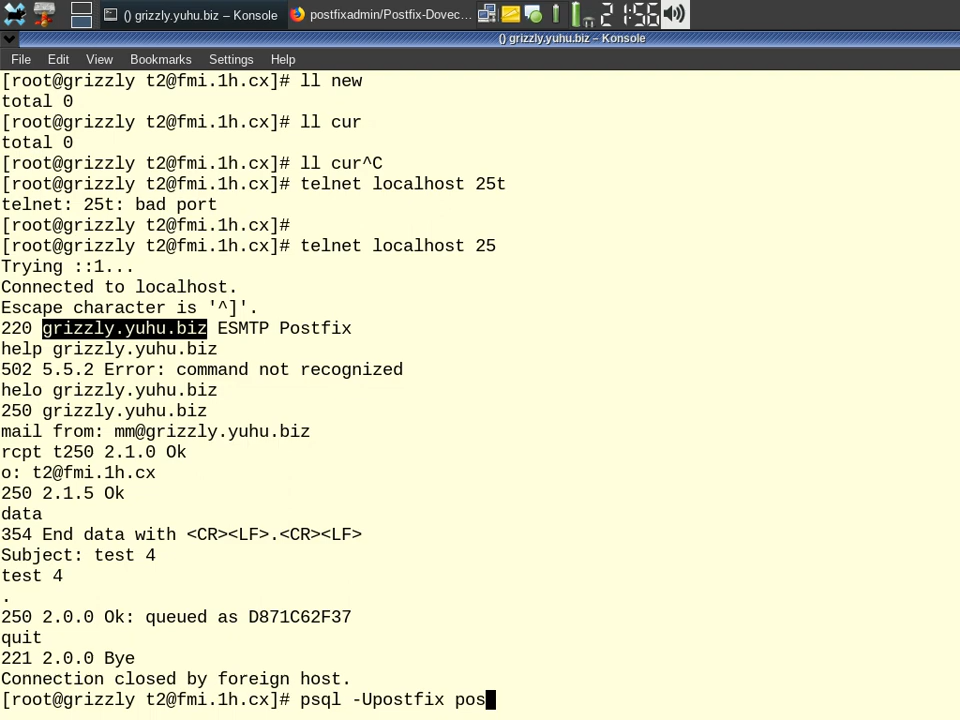 () grizzly.yuhu.biz – Konsole
postfixadmin/Postfix-Dovec...
21:56
() grizzly.yuhu.biz – Konsole
File Edit View Bookmarks Settings Help
[root@grizzly t2@fmi.1h.cx]# ll new
total 0
[root@grizzly t2@fmi.1h.cx]# ll cur
total 0
[root@grizzly t2@fmi.1h.cx]# ll cur^C
[root@grizzly t2@fmi.1h.cx]# telnet localhost 25t
telnet: 25t: bad port
[root@grizzly t2@fmi.1h.cx]#
[root@grizzly t2@fmi.1h.cx]# telnet localhost 25
Trying ::1...
Connected to localhost.
Escape character is '^]'.
220 grizzly.yuhu.biz ESMTP Postfix
help grizzly.yuhu.biz
502 5.5.2 Error: command not recognized
helo grizzly.yuhu.biz
250 grizzly.yuhu.biz
mail from: mm@grizzly.yuhu.biz
rcpt t250 2.1.0 Ok
o: t2@fmi.1h.cx
250 2.1.5 Ok
data
354 End data with <CR><LF>.<CR><LF>
Subject: test 4
test 4
.
250 2.0.0 Ok: queued as D871C62F37
quit
221 2.0.0 Bye
Connection closed by foreign host.
[root@grizzly t2@fmi.1h.cx]# psql -Upostfix pos